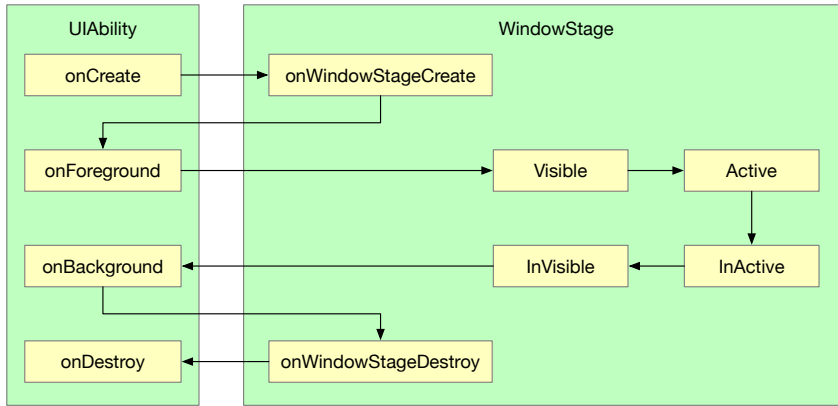 UIAbility
WindowStage
onCreate
onWindowStageCreate
onForeground
Visible
Active
onBackground
InVisible
InActive
onDestroy
onWindowStageDestroy